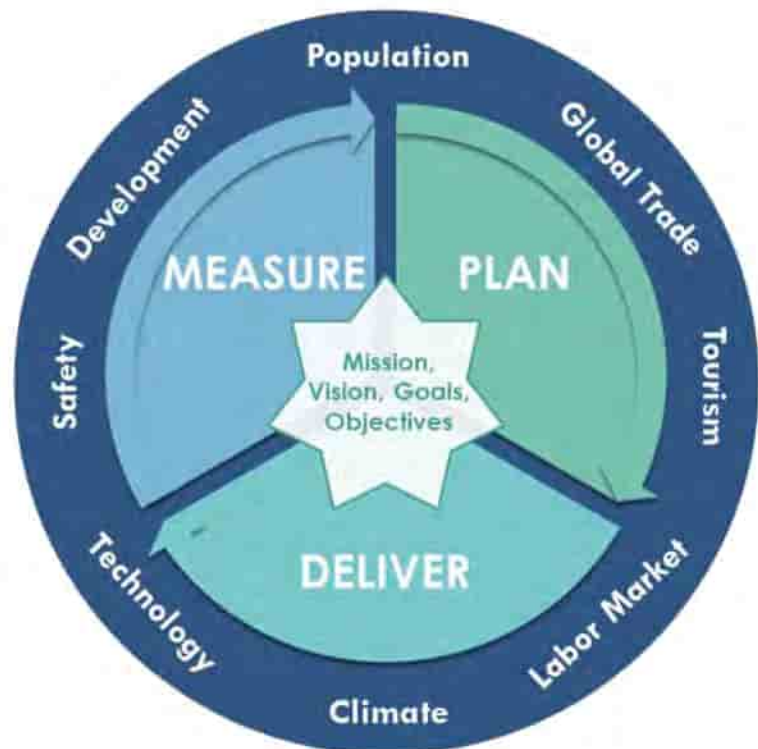 Population
Global Trade
Tourism
Labor Market
Climate
Technology
Safety
Development
MEASURE
PLAN
DELIVER
Mission,
Vision, Goals,
Objectives